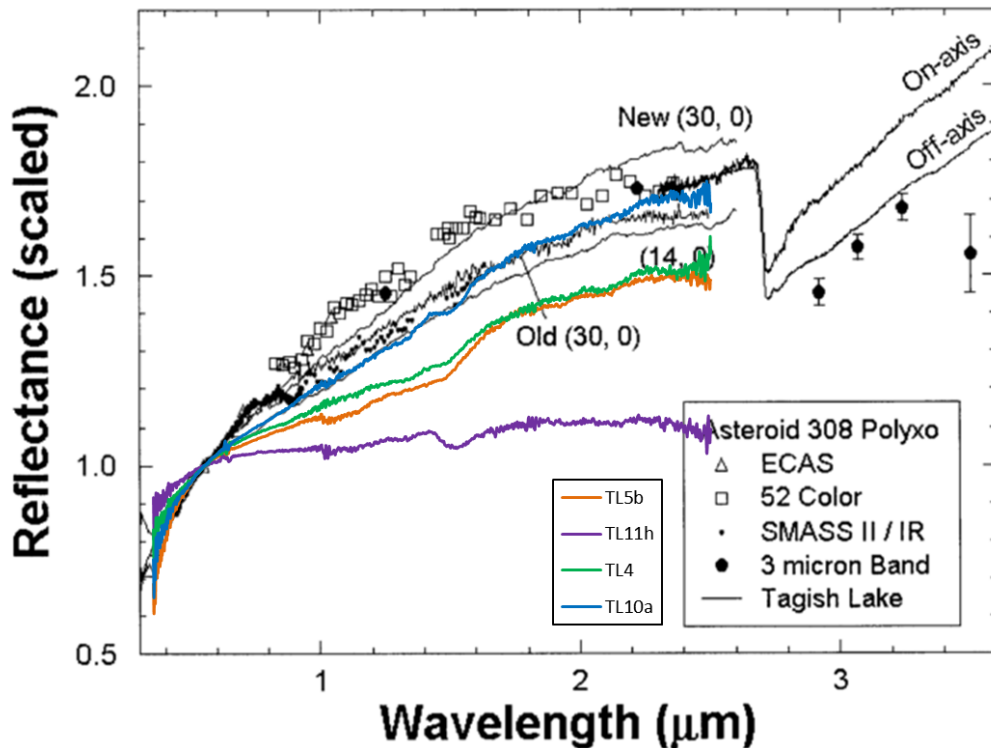 2.0
1.5
1.0
0.5
1
2
3
Reflectance (scaled)
Wavelength (μm)
On-axis
Off-axis
New (30, 0)
(14, 0)
Old (30, 0)
TL5b
TL11h
TL4
TL10a
Asteroid 308 Polyxo
ECAS
52 Color
SMASS II / IR
3 micron Band
Tagish Lake